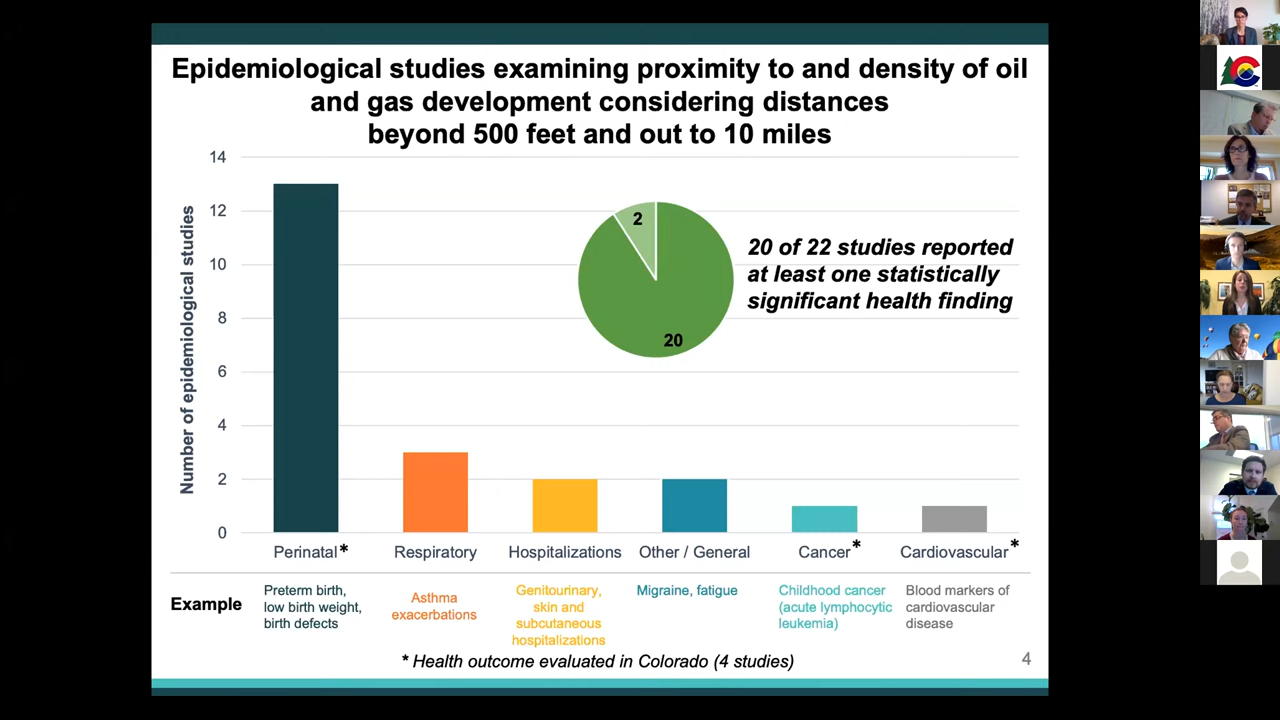 Epidemiological studies examining proximity to and density of oil
and gas development considering distances
beyond 500 feet and out to 10 miles
Number of epidemiological studies
14
12
10
8
6
4
2
0
2
20
20 of 22 studies reported
at least one statistically
significant health finding
Perinatal*
Respiratory
Hospitalizations
Other / General
Cancer*
Cardiovascular*
Example
Preterm birth,
low birth weight,
birth defects
Asthma
exacerbations
Genitourinary,
skin and
subcutaneous
hospitalizations
Migraine, fatigue
Childhood cancer
(acute lymphocytic
leukemia)
Blood markers of
cardiovascular
disease
* Health outcome evaluated in Colorado (4 studies)
4